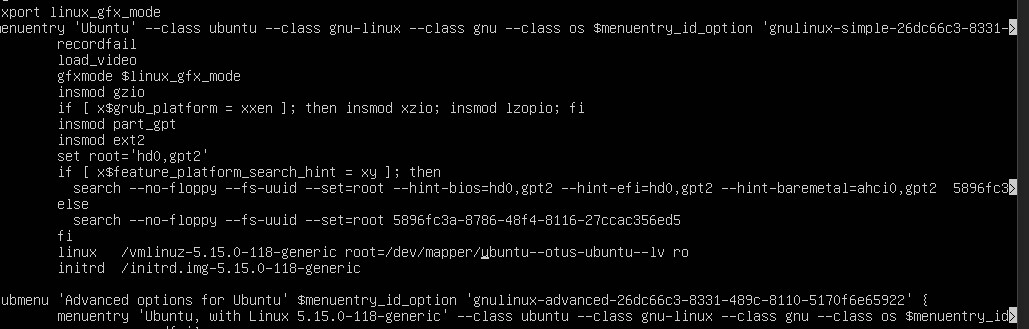 xport linux_gfx_mode
enuentry 'Ubuntu' --class ubuntu --class gnu-linux --class gnu --class os $menuentry_id_option 'gnulinux-simple-26dc66c3-8331->
recordfail
load_video
gfxmode $linux_gfx_mode
insmod gzio
if [ x$grub_platform = xxen ]; then insmod xzio; insmod lzopio; fi
insmod part_gpt
insmod ext2
set root='hd0,gpt2'
if [ x$feature_platform_search_hint = xy ]; then
search --no-floppy --fs-uuid --set=root --hint-bios=hd0,gpt2 --hint-efi=hd0,gpt2 --hint-baremetal=ahci0,gpt2  5896fc3>
else
search --no-floppy --fs-uuid --set=root 5896fc3a-8786-48f4-8116-27ccac356ed5
fi
linux   /vmlinuz-5.15.0-118-generic root=/dev/mapper/ubuntu--otus-ubuntu--lv ro
initrd  /initrd.img-5.15.0-118-generic
ubmenu 'Advanced options for Ubuntu' $menuentry_id_option 'gnulinux-advanced-26dc66c3-8331-489c-8110-5170f6e65922' {
menuentry 'Ubuntu, with Linux 5.15.0-118-generic' --class ubuntu --class gnu-linux --class gnu --class os $menuentry_id>